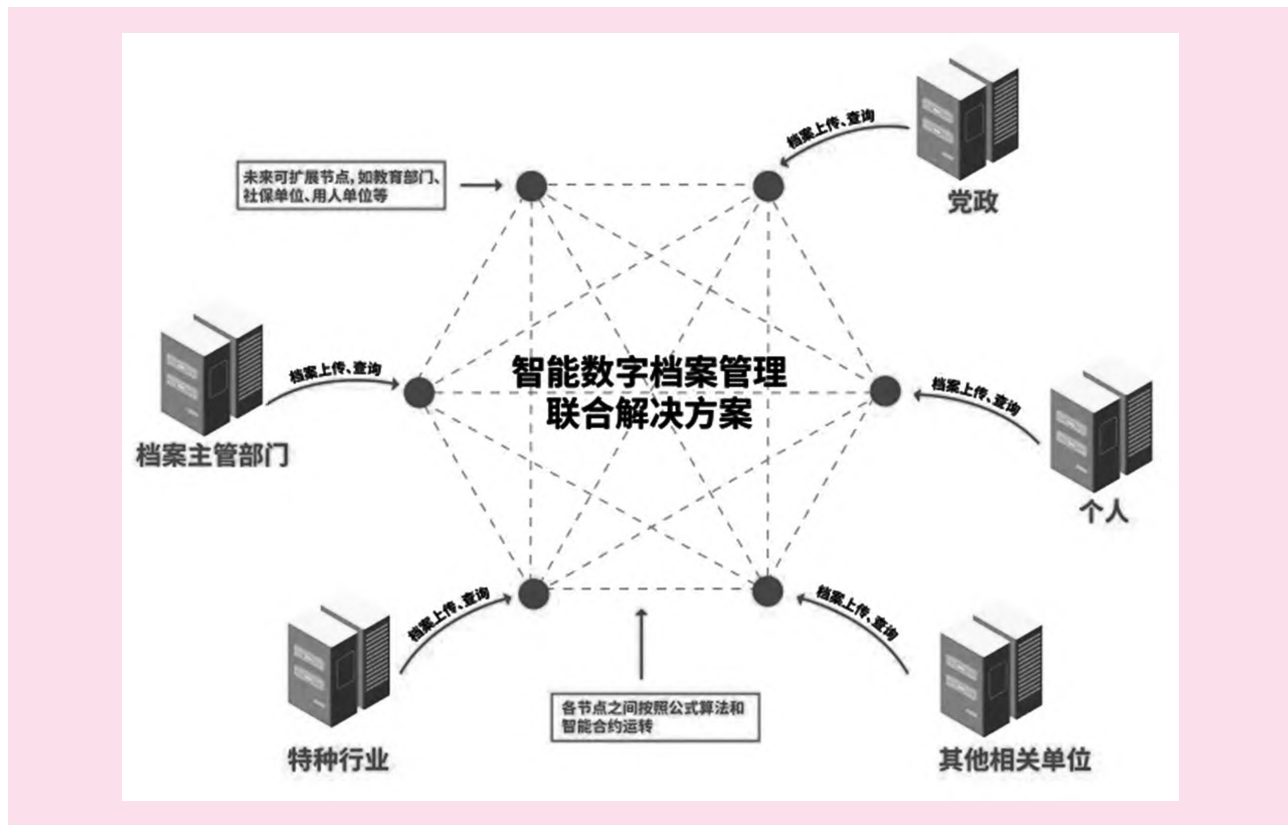 档案上传、查询
党政
未来可扩展节点,如教育部门、
社保单位、用人单位等
档案上传、查询
档案主管部门
智能数字档案管理
联合解决方案
档案上传、查询
个人
档案上传、查询
特种行业
各节点之间按照公式算法和
智能合约运转
档案上传、查询
其他相关单位